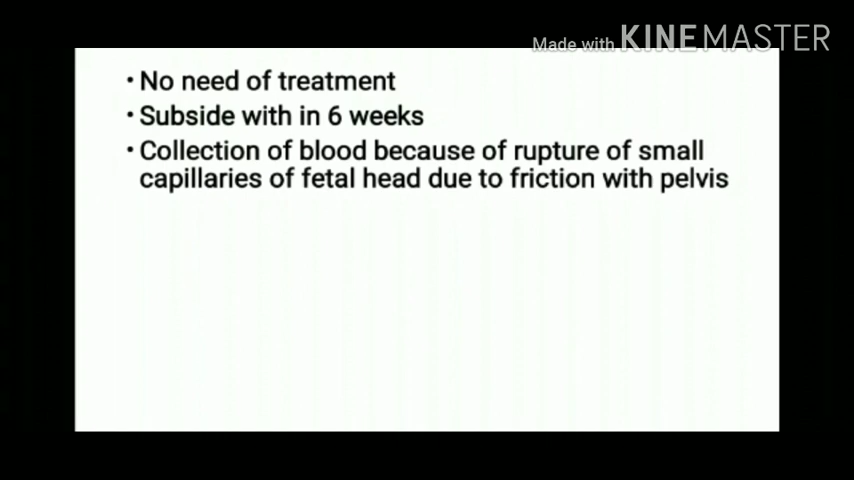 Made with KINEMASTER
• No need of treatment
• Subside with in 6 weeks
• Collection of blood because of rupture of small
capillaries of fetal head due to friction with pelvis